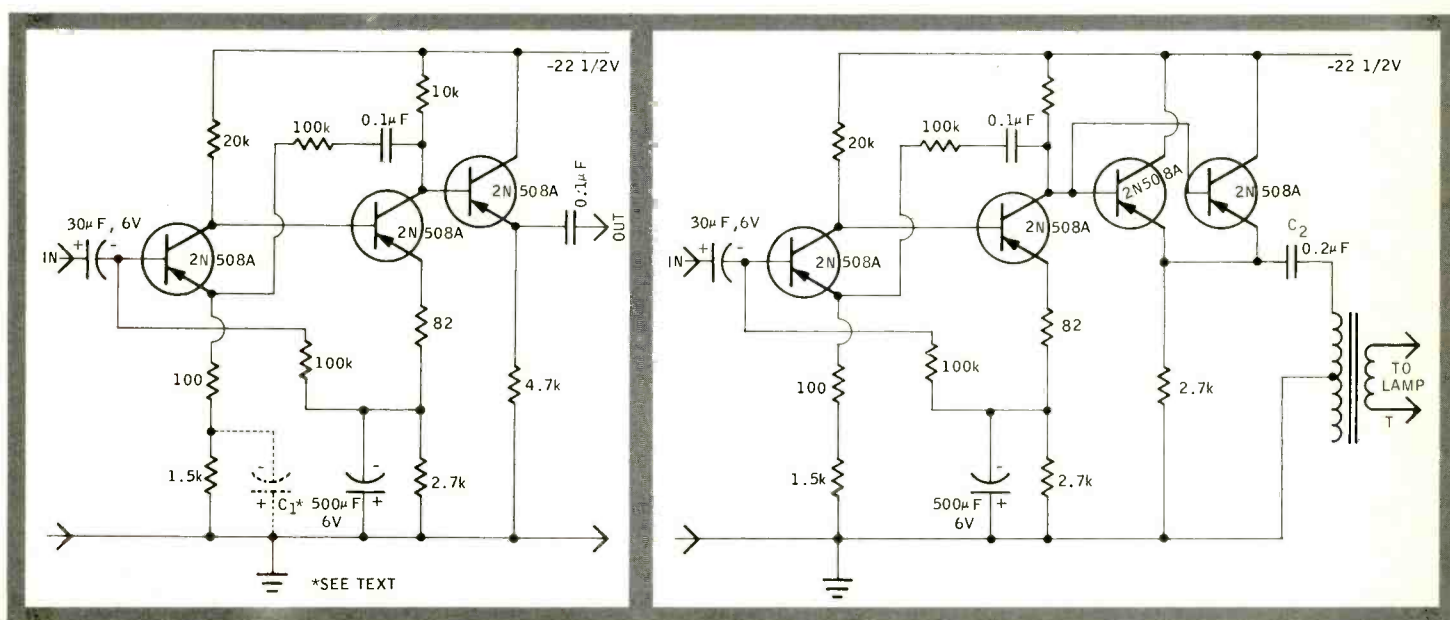 -22 1/2V
10k
0.1µF
100k
20k
2N508A
0.1µF
OUT
30µF, 6V
+ -
IN
2N508A
2N508A
82
100k
100
4.7k
1.5k
-
+ C1*
500µF
6V
-
+
2.7k
*SEE TEXT
-22 1/2V
0.1µF
100k
20k
2N508A
2N508A
30µF, 6V
+ -
IN
2N508A
2N508A
C2
0.2µF
82
100k
100
2.7k
TO
LAMP
T
1.5k
500µF
6V
-
+
2.7k